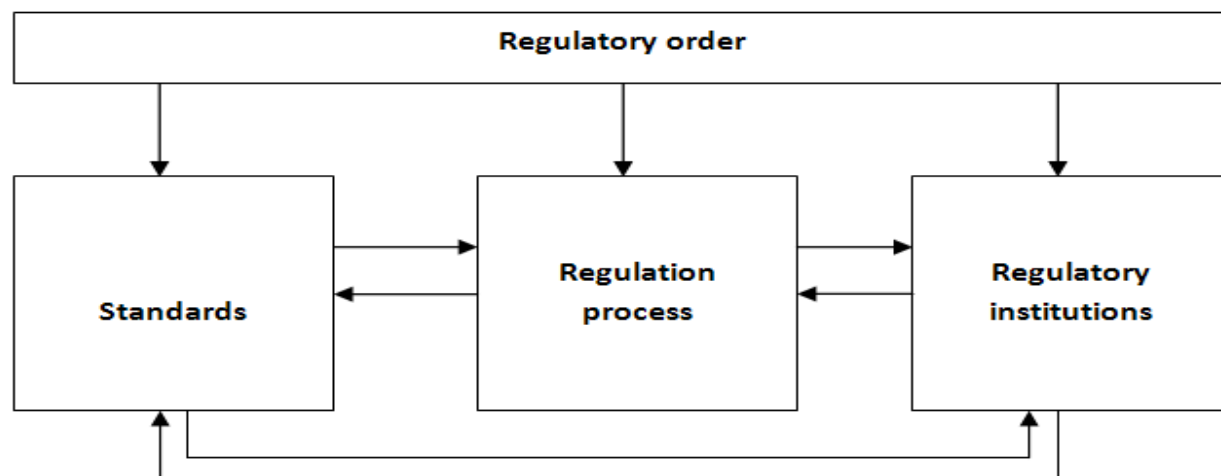 Regulatory order
Standards
Regulation
process
Regulatory
institutions